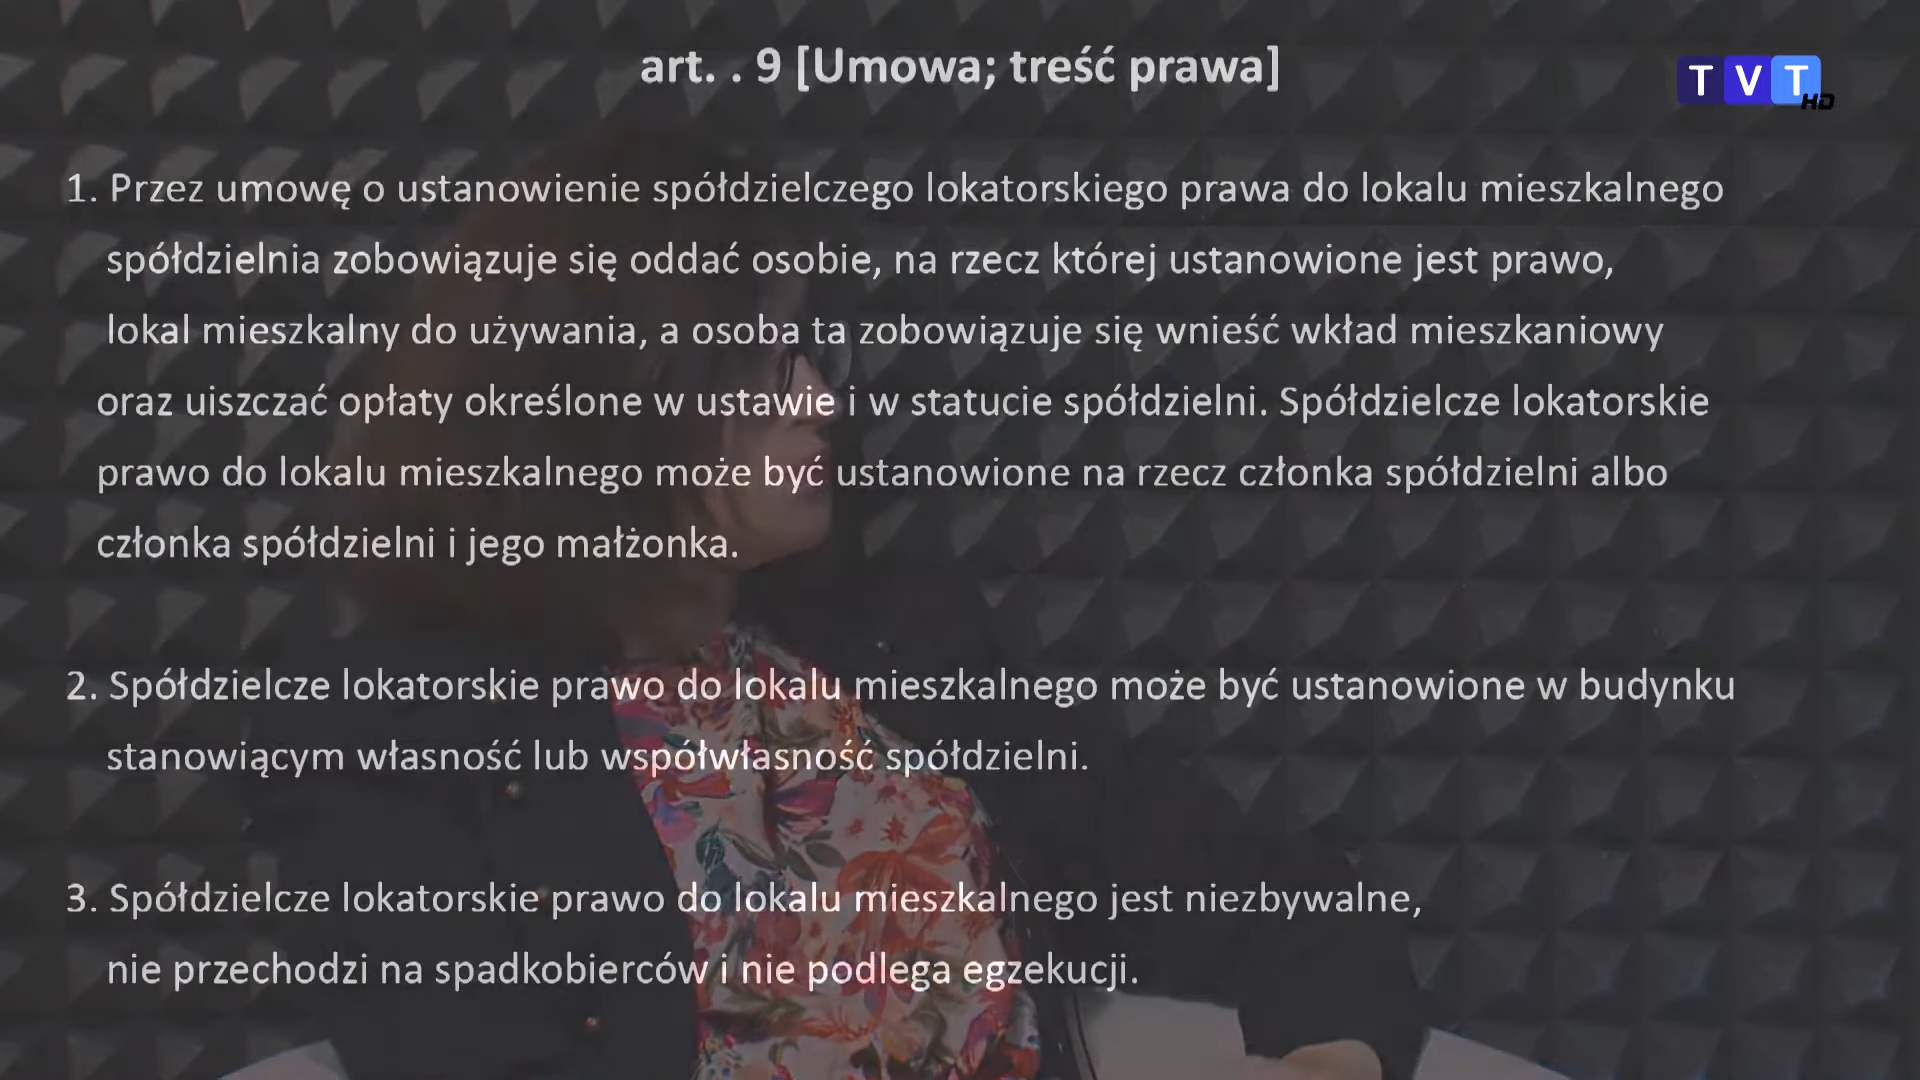 art. . 9 [Umowa; treść prawa]
TVT HD
1. Przez umowę o ustanowienie spółdzielczego lokatorskiego prawa do lokalu mieszkalnego
spółdzielnia zobowiązuje się oddać osobie, na rzecz której ustanowione jest prawo,
lokal mieszkalny do używania, a osoba ta zobowiązuje się wnieść wkład mieszkaniowy
oraz uiszczać opłaty określone w ustawie i w statucie spółdzielni. Spółdzielcze lokatorskie
prawo do lokalu mieszkalnego może być ustanowione na rzecz członka spółdzielni albo
członka spółdzielni i jego małżonka.
2. Spółdzielcze lokatorskie prawo do lokalu mieszkalnego może być ustanowione w budynku
stanowiącym własność lub współwłasność spółdzielni.
3. Spółdzielcze lokatorskie prawo do lokalu mieszkalnego jest niezbywalne,
nie przechodzi na spadkobierców i nie podlega egzekucji.